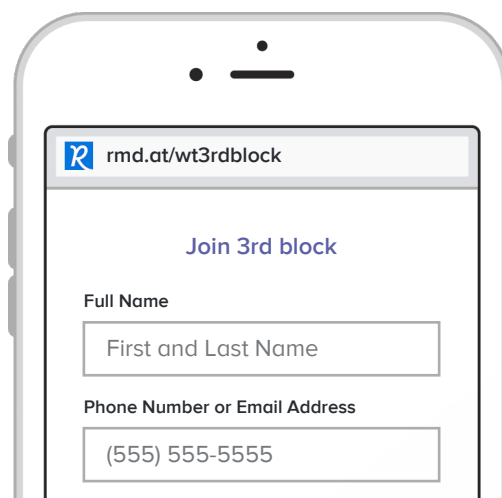 rmd.at/wt3rdblock
Join 3rd block
Full Name
First and Last Name
Phone Number or Email Address
(555) 555-5555